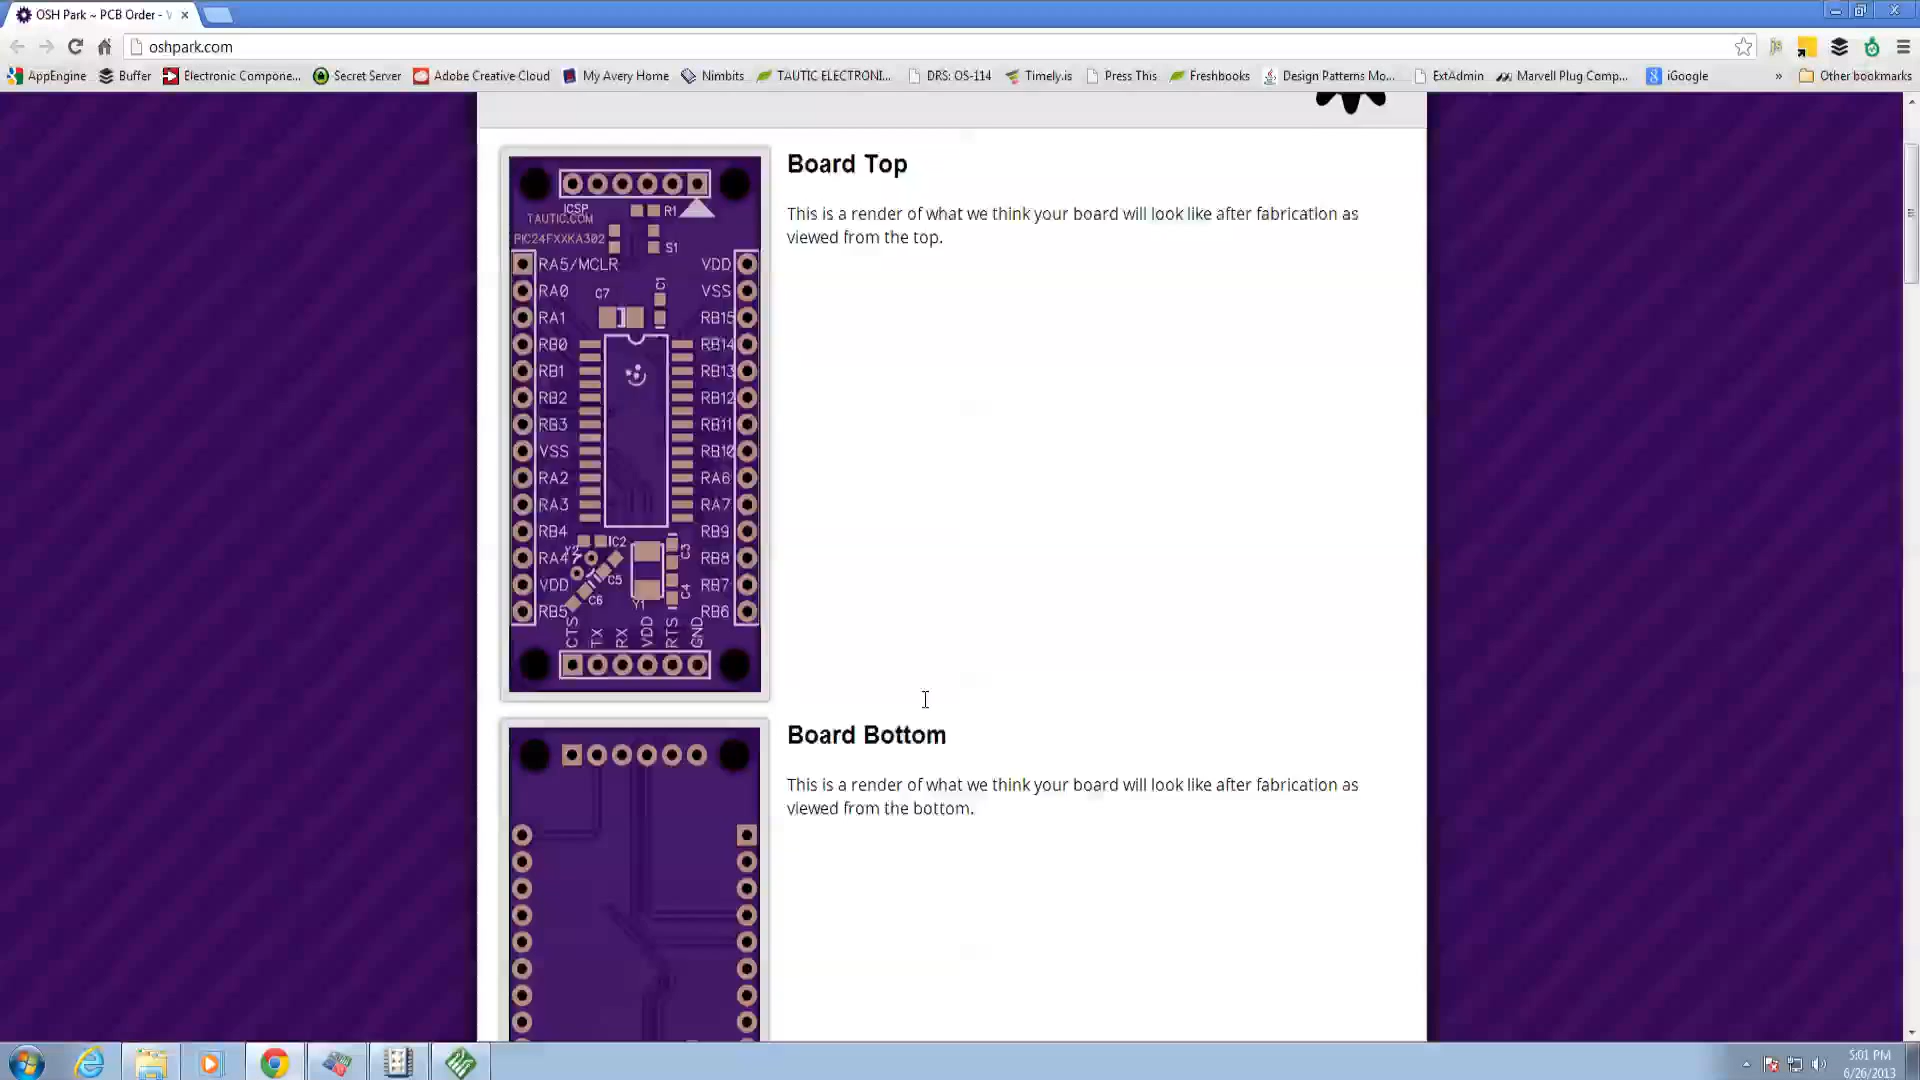 OSH Park ~ PCB Order -
oshpark.com
AppEngine
Buffer
Electronic Compone...
Secret Server
Adobe Creative Cloud
My Avery Home
Nimbits
TAUTIC ELECTRONI...
DRS: OS-114
Timely.is
Press This
Freshbooks
Design Patterns Mo...
ExtAdmin
Marvell Plug Comp...
iGoogle
»
Other bookmarks
Board Top
This is a render of what we think your board will look like after fabrication as
viewed from the top.
ICSP
TAUTIC.COM
R1
PIC24FXXKA302
S1
RA5/MCLR VDD
RA0 C7 C1 VSS
RA1 RB15
RB0 RB14
RB1 RB13
RB2 RB12
RB3 RB11
VSS RB10
RA2 RA6
RA3 RA7
RB4 IC2 RB9
RA4 Y2 C3 RB8
VDD C5 C4 RB7
RB5 C6 Y1 RB6
CTS TX RX VDD RTS GND
Board Bottom
This is a render of what we think your board will look like after fabrication as
viewed from the bottom.
5:01 PM
6/26/2013